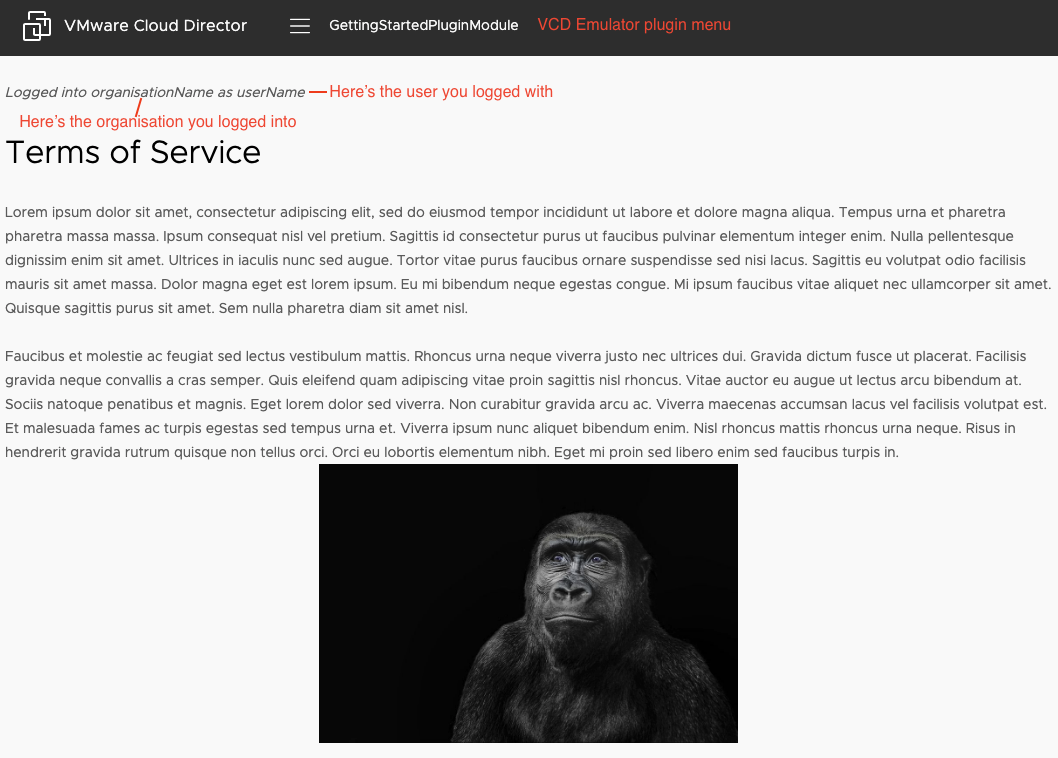 VMware Cloud Director GettingStartedPluginModule VCD Emulator plugin menu
Logged into organisationName as userName Here's the user you logged with
Here's the organisation you logged into
Terms of Service
Lorem ipsum dolor sit amet, consectetur adipiscing elit, sed do eiusmod tempor incididunt ut labore et dolore magna aliqua. Tempus urna et pharetra
pharetra massa massa. Ipsum consequat nisl vel pretium. Sagittis id consectetur purus ut faucibus pulvinar elementum integer enim. Nulla pellentesque
dignissim enim sit amet. Ultrices in iaculis nunc sed augue. Tortor vitae purus faucibus ornare suspendisse sed nisi lacus. Sagittis eu volutpat odio facilisis
mauris sit amet massa. Dolor magna eget est lorem ipsum. Eu mi bibendum neque egestas congue. Mi ipsum faucibus vitae aliquet nec ullamcorper sit amet.
Quisque sagittis purus sit amet. Sem nulla pharetra diam sit amet nisl.
Faucibus et molestie ac feugiat sed lectus vestibulum mattis. Rhoncus urna neque viverra justo nec ultrices dui. Gravida dictum fusce ut placerat. Facilisis
gravida neque convallis a cras semper. Quis eleifend quam adipiscing vitae proin sagittis nisl rhoncus. Vitae auctor eu augue ut lectus arcu bibendum at.
Sociis natoque penatibus et magnis. Eget lorem dolor sed viverra. Non curabitur gravida arcu ac. Viverra maecenas accumsan lacus vel facilisis volutpat est.
Et malesuada fames ac turpis egestas sed tempus urna et. Viverra ipsum nunc aliquet bibendum enim. Nisl rhoncus mattis rhoncus urna neque. Risus in
hendrerit gravida rutrum quisque non tellus orci. Orci eu lobortis elementum nibh. Eget mi proin sed libero enim sed faucibus turpis in.